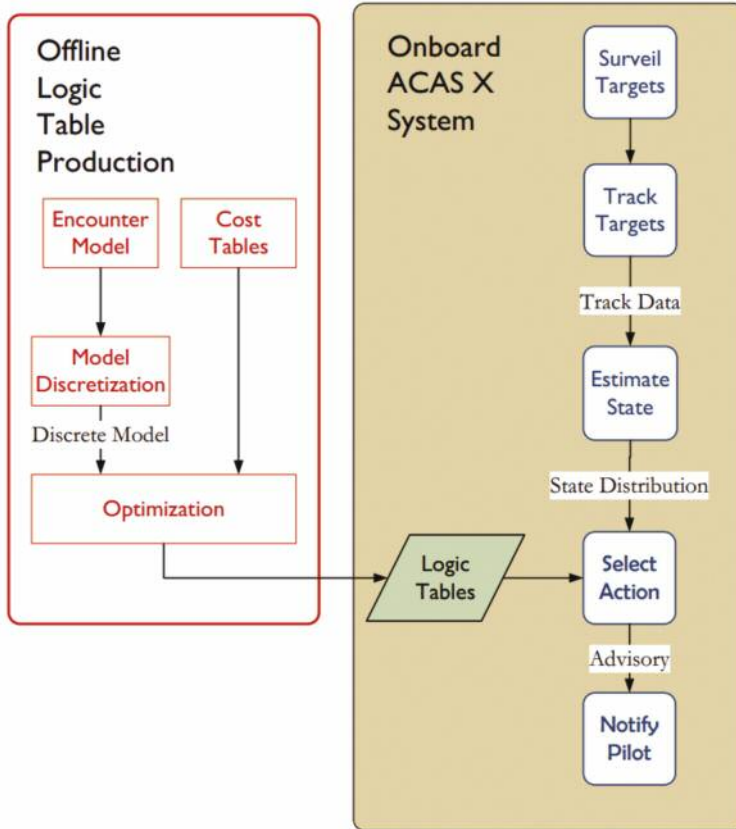 Offline
Logic
Table
Production
Encounter
Model
Cost
Tables
Model
Discretization
Discrete Model
Optimization
Onboard
ACAS X
System
Surveil
Targets
Track
Targets
Track Data
Estimate
State
State Distribution
Logic
Tables
Select
Action
Advisory
Notify
Pilot